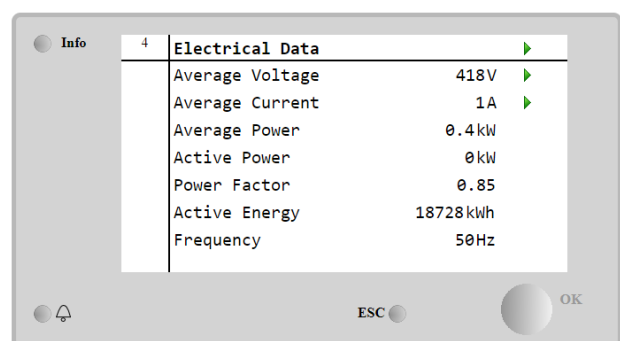 Info
4 Electrical Data
Average Voltage 418V
Average Current 1A
Average Power 0.4kW
Active Power 0kW
Power Factor 0.85
Active Energy 18728kWh
Frequency 50Hz
ESC OK